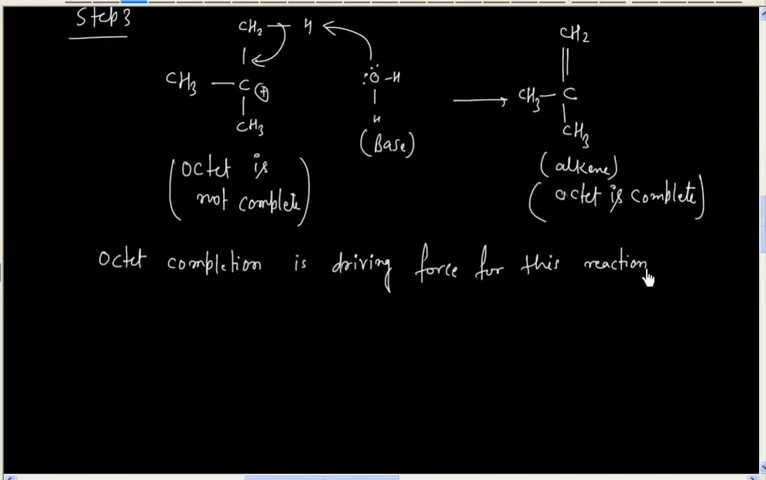 Step 3
CH₂ — H
:Ö–H
CH₃ — C ⊕
H
CH₃
(Base)
CH₂
CH₃— C
CH₃
(octet is
not complete)
(alkene)
(octet is complete)
Octet completion is driving force for this reaction